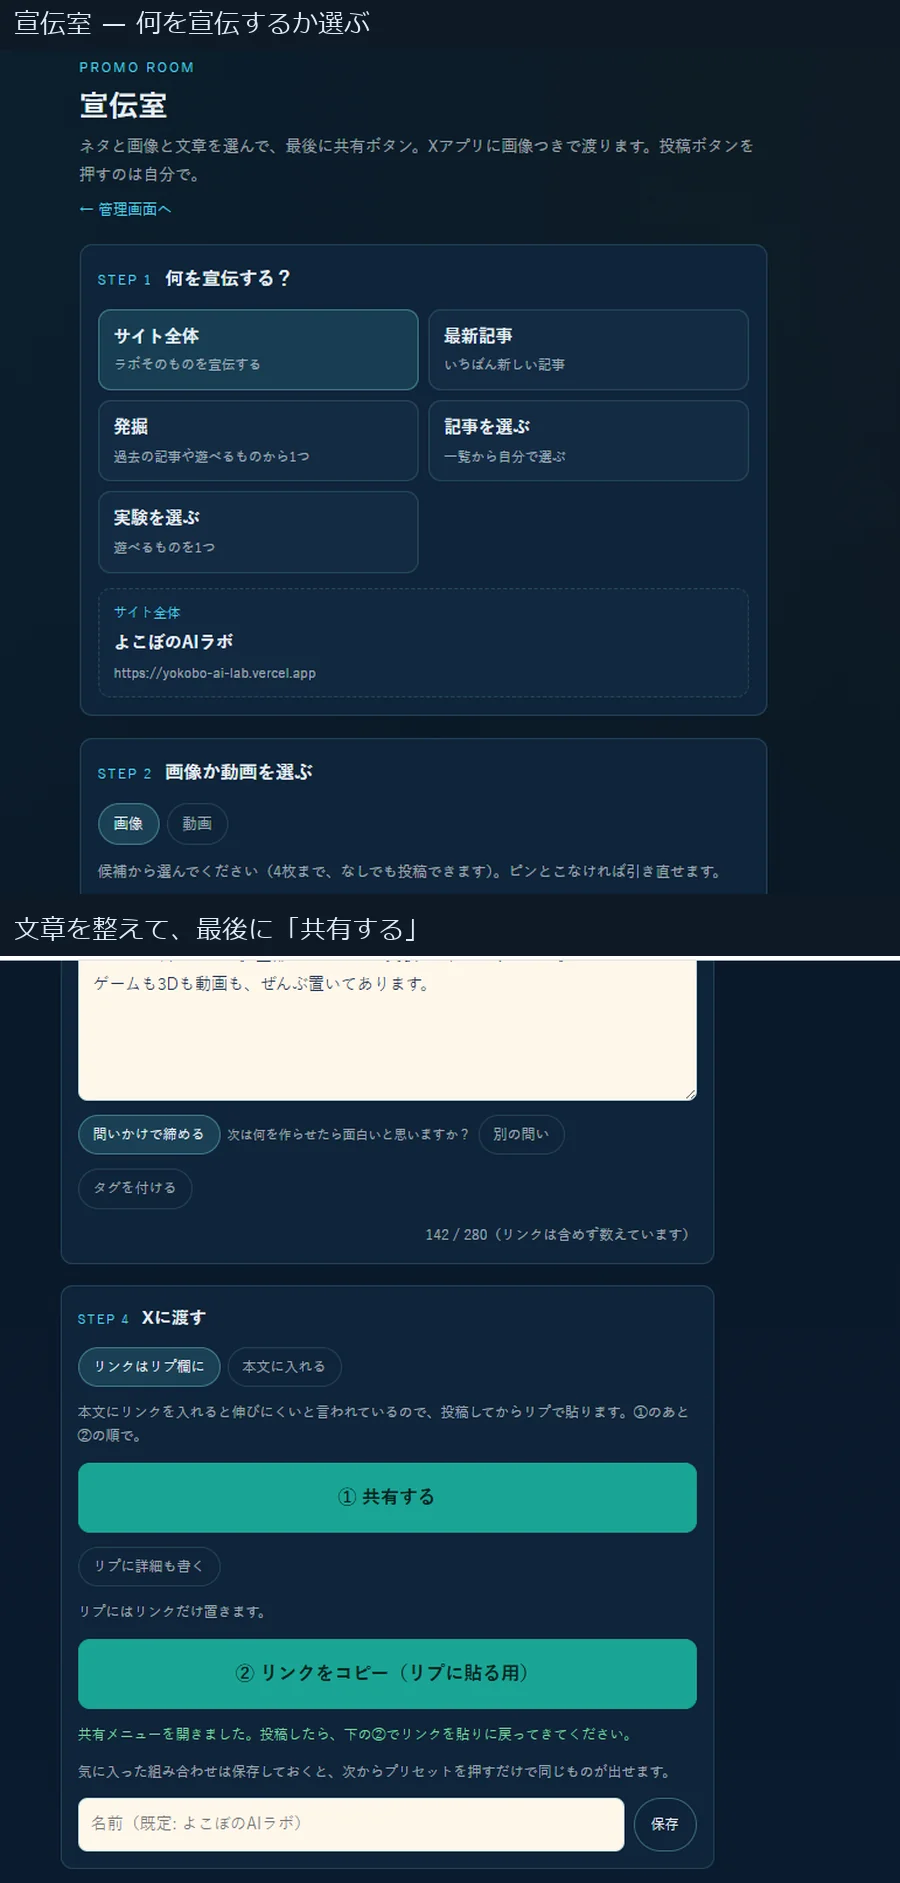 宣伝室 — 何を宣伝するか選ぶ
PROMO ROOM
宣伝室
ネタと画像と文章を選んで、最後に共有ボタン。Xアプリに画像つきで渡ります。投稿ボタンを
押すのは自分で。
← 管理画面へ
STEP 1 何を宣伝する？
サイト全体
ラボそのものを宣伝する
最新記事
いちばん新しい記事
発掘
過去の記事や遊べるものから1つ
記事を選ぶ
一覧から自分で選ぶ
実験を選ぶ
遊べるものを1つ
サイト全体
よこぼのAIラボ
https://yokobo-ai-lab.vercel.app
STEP 2 画像か動画を選ぶ
画像 動画
候補から選んでください（4枚まで、なしでも投稿できます）。ピンとこなければ引き直せます。
文章を整えて、最後に「共有する」
ゲームも3Dも動画も、ぜんぶ置いてあります。
問いかけで締める 次は何を作らせたら面白いと思いますか？ 別の問い
タグを付ける
142 / 280（リンクは含めず数えています）
STEP 4 Xに渡す
リンクはリプ欄に 本文に入れる
本文にリンクを入れると伸びにくいと言われているので、投稿してからリプで貼ります。①のあと
②の順で。
① 共有する
リプに詳細も書く
リプにはリンクだけ置きます。
② リンクをコピー（リプに貼る用）
共有メニューを開きました。投稿したら、下の②でリンクを貼りに戻ってきてください。
気に入った組み合わせは保存しておくと、次からプリセットを押すだけで同じものが出せます。
名前（既定: よこぼのAIラボ） 保存